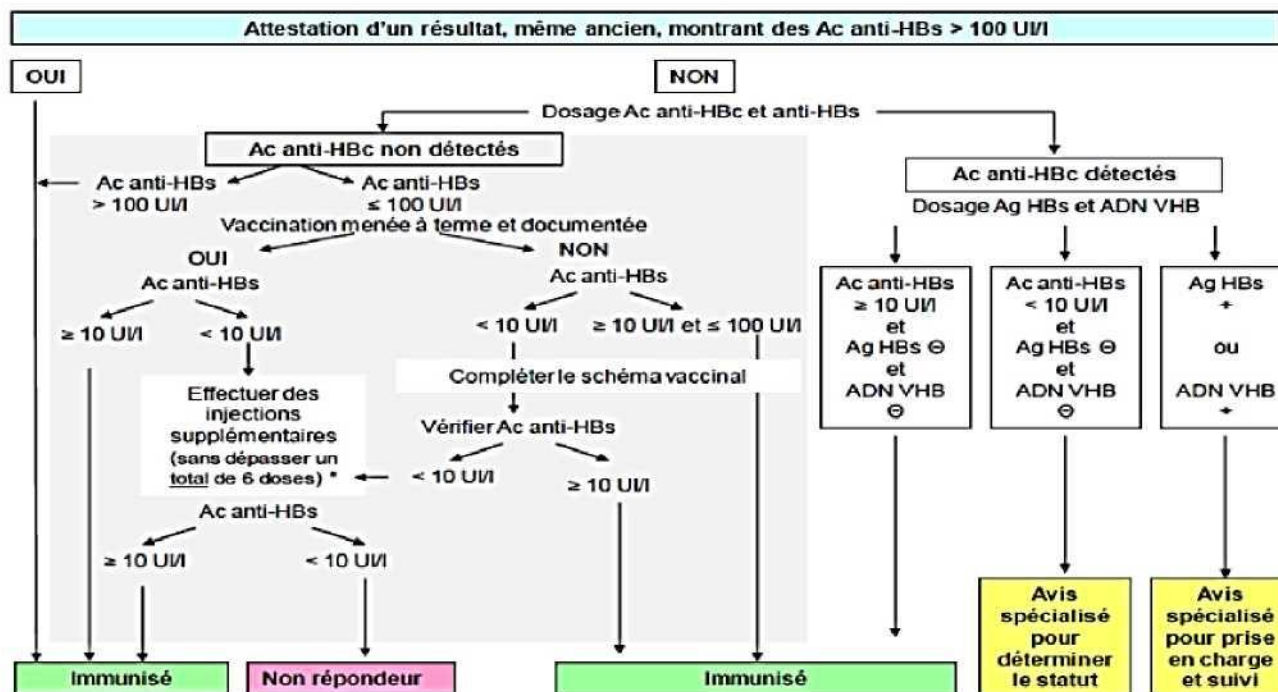 Attestation d'un résultat, même ancien, montrant des Ac anti-HBs > 100 UI/l
OUI
NON
Dosage Ac anti-HBc et anti-HBs
Ac anti-HBc non détectés
Ac anti-HBs
> 100 UI/l
Ac anti-HBs
≤ 100 UI/l
Vaccination menée à terme et documentée
OUI
Ac anti-HBs
≥ 10 UI/l
< 10 UI/l
Effectuer des
injections
supplémentaires
(sans dépasser un
total de 6 doses) *
Ac anti-HBs
≥ 10 UI/l
< 10 UI/l
NON
Ac anti-HBs
< 10 UI/l
≥ 10 UI/l et ≤ 100 UI/l
Compléter le schéma vaccinal
Vérifier Ac anti-HBs
< 10 UI/l
≥ 10 UI/l
Ac anti-HBc détectés
Dosage Ag HBs et ADN VHB
Ac anti-HBs
≥ 10 UI/l
et
Ag HBs ⊖
et
ADN VHB
⊖
Ac anti-HBs
< 10 UI/l
et
Ag HBs ⊖
et
ADN VHB
⊖
Ag HBs
+
ou
ADN VHB
+
Immunisé
Non répondeur
Immunisé
Avis
spécialisé
pour
déterminer
le statut
Avis
spécialisé
pour prise
en charge
et suivi